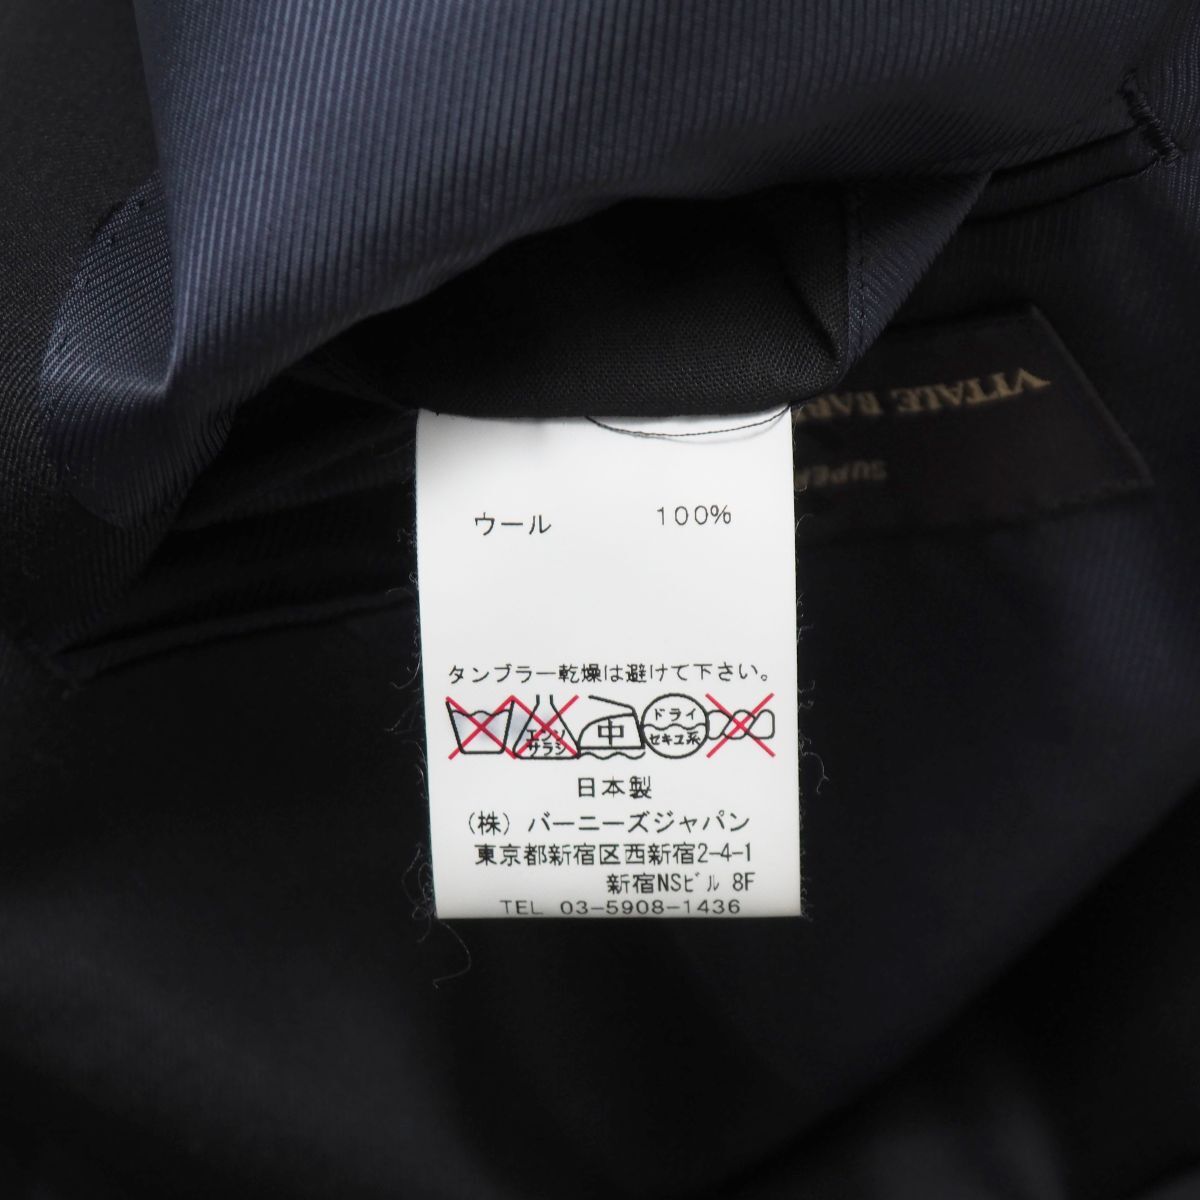 VITALE BAR
SUPER
ウール 100%
タンブラー乾燥は避けて下さい。
エンソ
サラシ
中
ドライ
セキユ系
日本製
(株) バーニーズジャパン
東京都新宿区西新宿2-4-1
新宿NSビル 8F
TEL 03-5908-1436